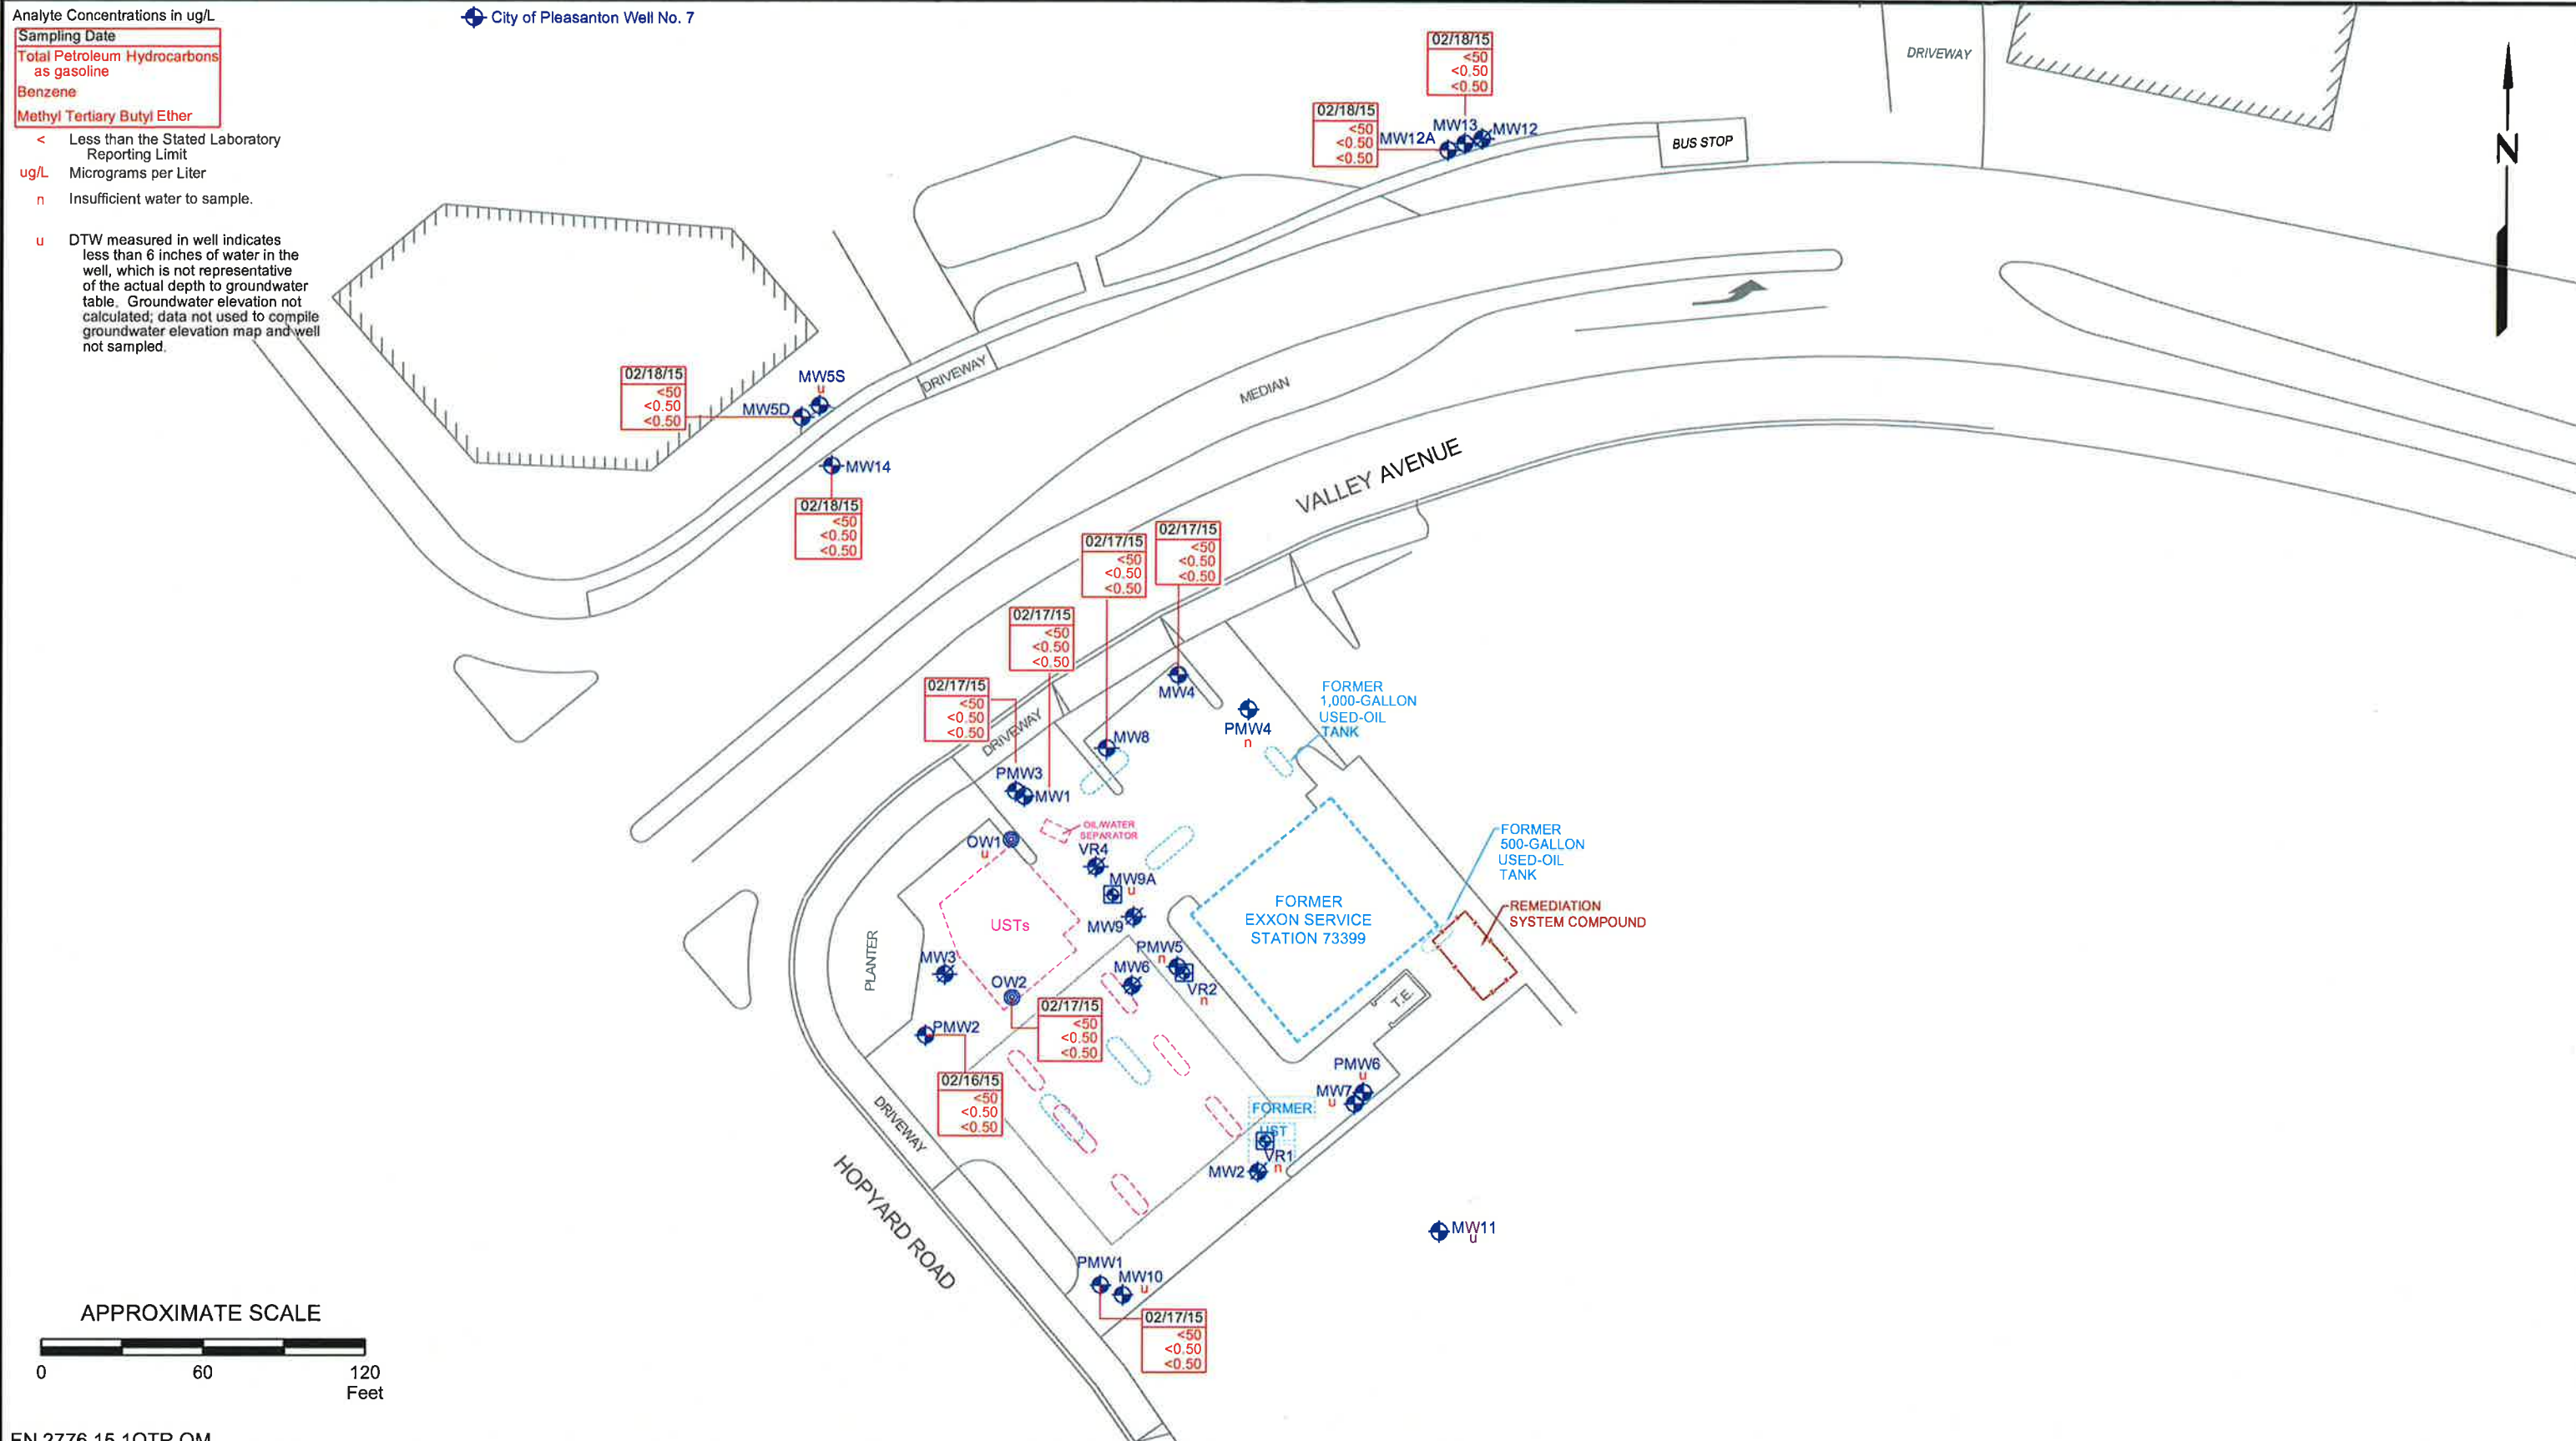 Analyte Concentrations in ug/L
Sampling Date
Total Petroleum Hydrocarbons
as gasoline
Benzene
Methyl Tertiary Butyl Ether
< Less than the Stated Laboratory
Reporting Limit
ug/L Micrograms per Liter
n Insufficient water to sample.
u DTW measured in well indicates
less than 6 inches of water in the
well, which is not representative
of the actual depth to groundwater
table. Groundwater elevation not
calculated; data not used to compile
groundwater elevation map and well
not sampled.
City of Pleasanton Well No. 7
02/18/15
<50
<0.50
<0.50
02/18/15
<50
<0.50
<0.50
MW12A
MW13
MW12
BUS STOP
DRIVEWAY
N
02/18/15
<50
<0.50
<0.50
MW5S
u
MW5D
MW14
02/18/15
<50
<0.50
<0.50
DRIVEWAY
MEDIAN
VALLEY AVENUE
02/17/15
<50
<0.50
<0.50
02/17/15
<50
<0.50
<0.50
02/17/15
<50
<0.50
<0.50
02/17/15
<50
<0.50
<0.50
DRIVEWAY
MW4
PMW4
n
FORMER
1,000-GALLON
USED-OIL
TANK
MW8
PMW3
MW1
OIL/WATER
SEPARATOR
OW1
u
VR4
MW9A
u
MW9
USTs
PLANTER
MW3
OW2
PMW5
n
MW6
VR2
n
FORMER
EXXON SERVICE
STATION 73399
FORMER
500-GALLON
USED-OIL
TANK
REMEDIATION
SYSTEM COMPOUND
T.E.
02/17/15
<50
<0.50
<0.50
PMW2
02/16/15
<50
<0.50
<0.50
DRIVEWAY
HOPYARD ROAD
PMW6
u
MW7
u
FORMER
UST
VR1
n
MW2
MW11
u
PMW1
MW10
u
02/17/15
<50
<0.50
<0.50
APPROXIMATE SCALE
0 60 120
Feet
FN 2776 15 1QTR QM